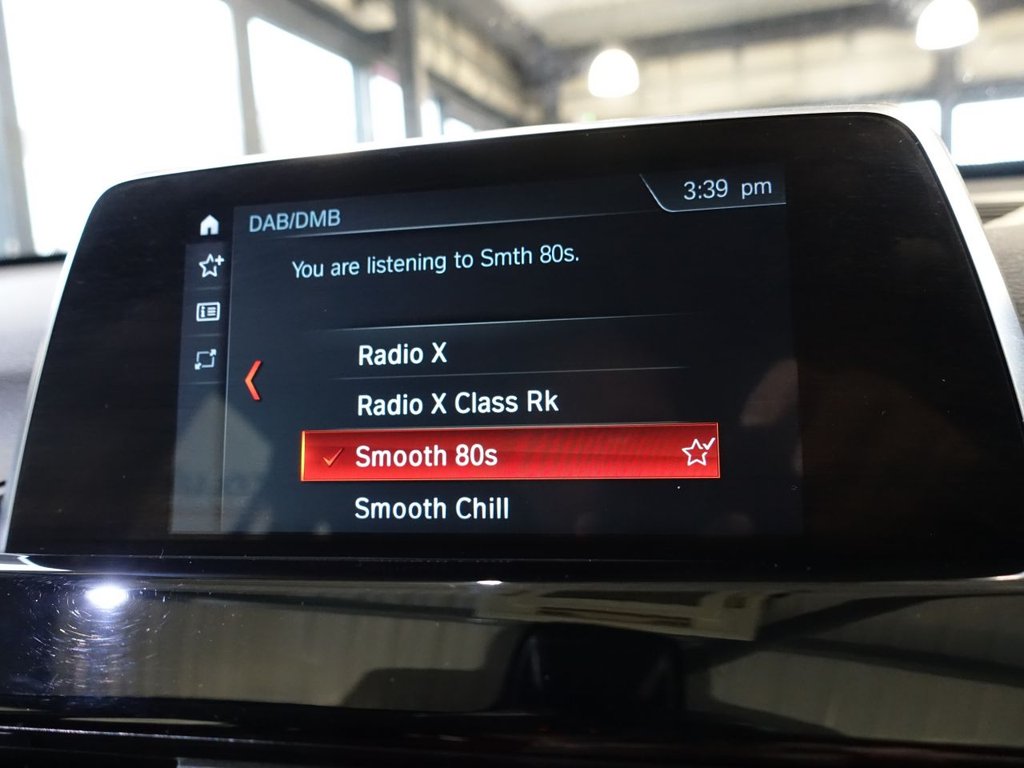 DAB/DMB
3:39 pm
You are listening to Smth 80s.
Radio X
Radio X Class Rk
Smooth 80s
Smooth Chill